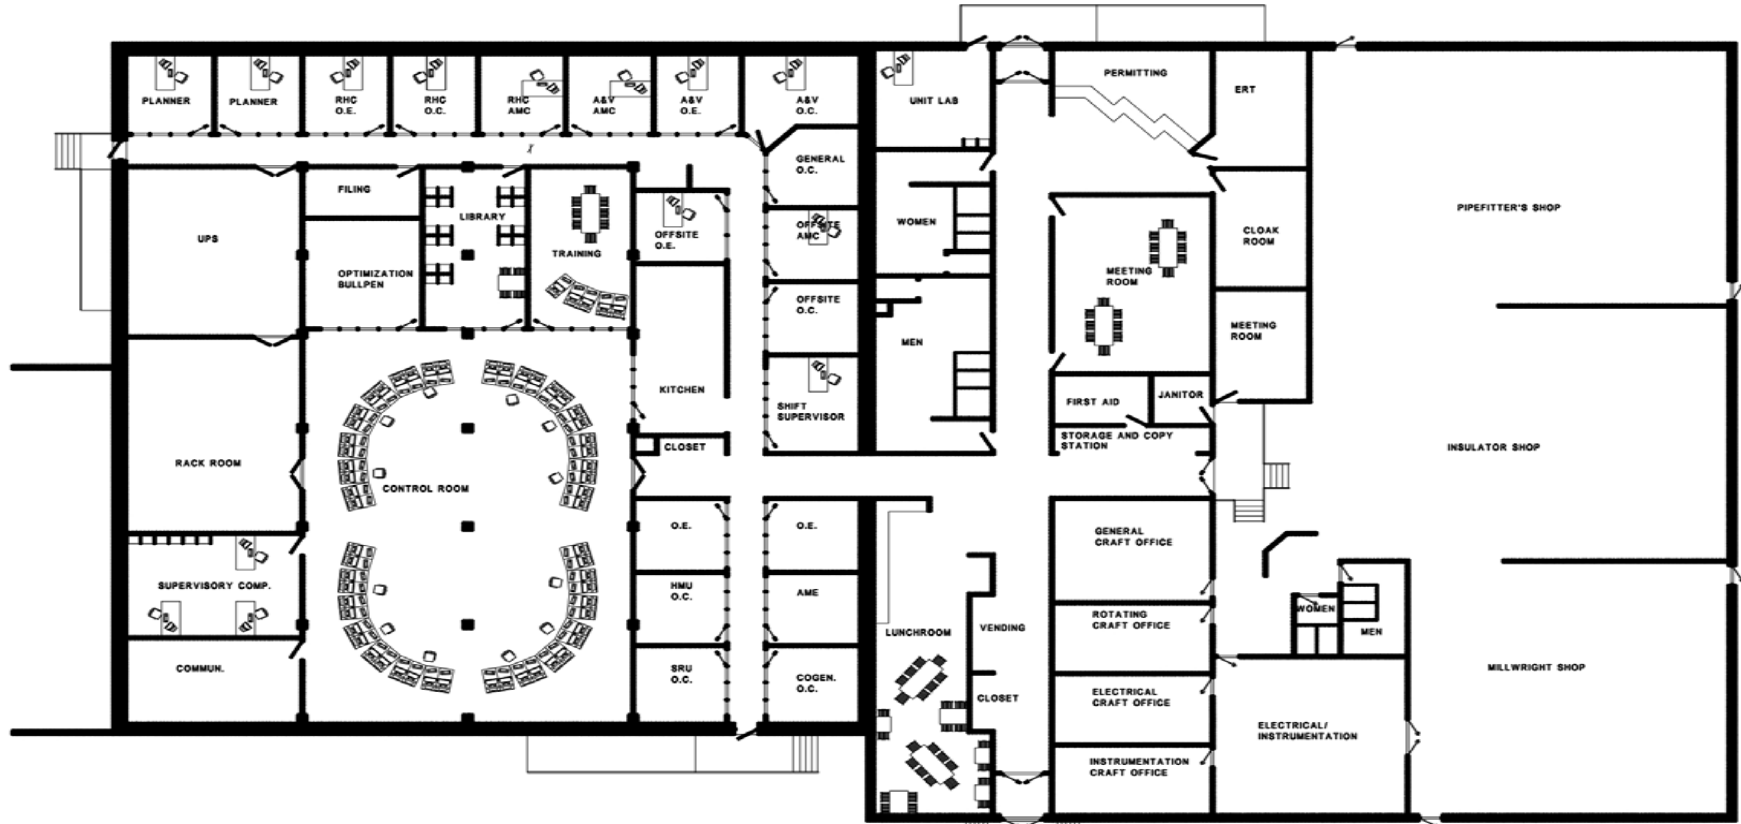 PLANNER
PLANNER
RHC
O.E.
RHC
O.C.
RHC
AMC
A&V
AMC
A&V
O.E.
A&V
O.C.
UNIT LAB
PERMITTING
ERT
GENERAL
O.C.
FILING
LIBRARY
UPS
OPTIMIZATION
BULLPEN
TRAINING
OFFSITE
O.E.
OFFSITE
AMC
WOMEN
CLOAK
ROOM
PIPEFITTER'S SHOP
MEETING
ROOM
OFFSITE
O.C.
MEN
MEETING
ROOM
KITCHEN
SHIFT
SUPERVISOR
FIRST AID
JANITOR
STORAGE AND COPY
STATION
CLOSET
RACK ROOM
CONTROL ROOM
INSULATOR SHOP
O.E.
O.E.
GENERAL
CRAFT OFFICE
SUPERVISORY COMP.
HMU
O.C.
AME
LUNCHROOM
VENDING
ROTATING
CRAFT OFFICE
WOMEN
MEN
COMMUN.
SRU
O.C.
COGEN.
O.C.
CLOSET
ELECTRICAL
CRAFT OFFICE
MILLWRIGHT SHOP
ELECTRICAL/
INSTRUMENTATION
INSTRUMENTATION
CRAFT OFFICE